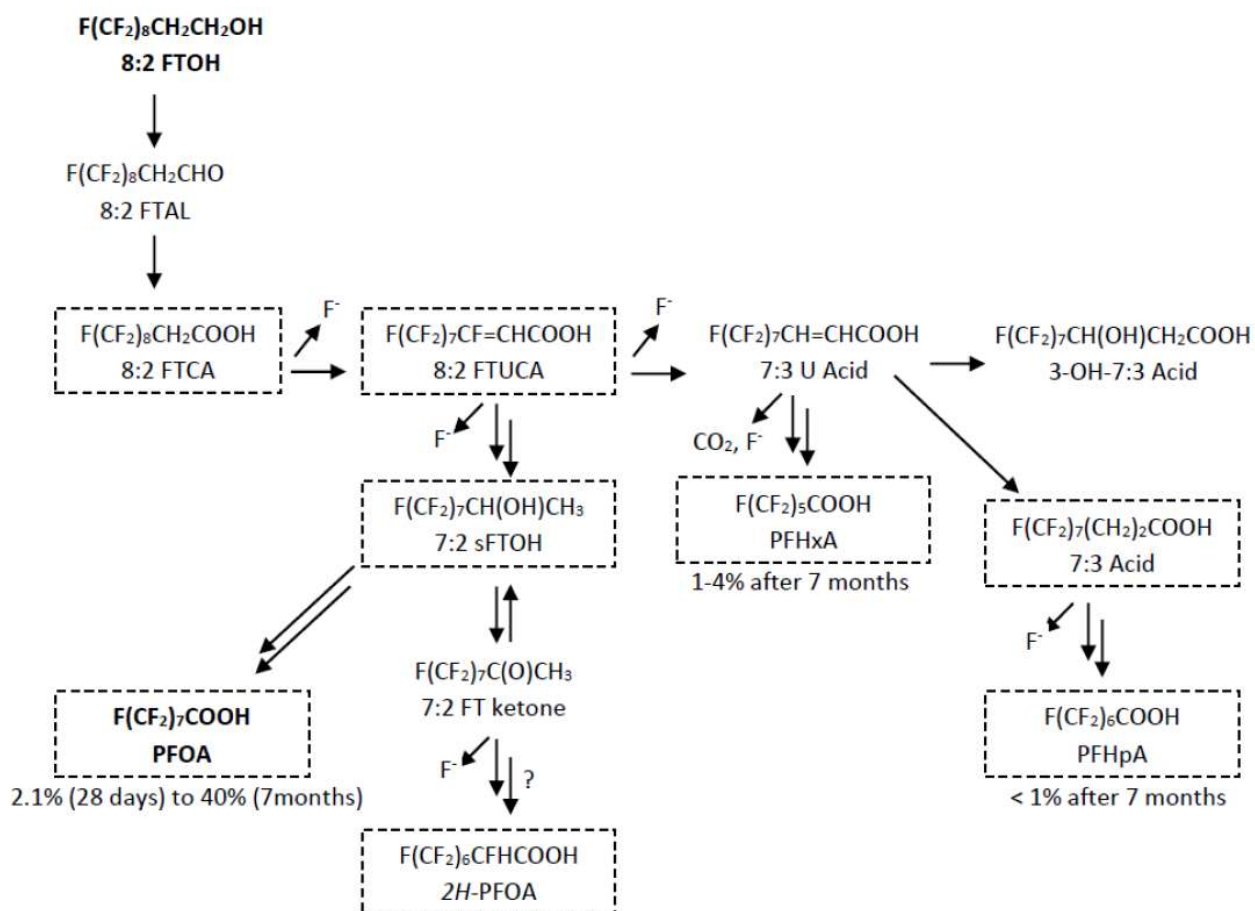 F(CF₂)₈CH₂CH₂OH
8:2 FTOH
F(CF₂)₈CH₂CHO
8:2 FTAL
F(CF₂)₈CH₂COOH
8:2 FTCA
F⁻
F(CF₂)₇CF=CHCOOH
8:2 FTUCA
F⁻
F(CF₂)₇CH=CHCOOH
7:3 U Acid
F(CF₂)₇CH(OH)CH₂COOH
3-OH-7:3 Acid
F⁻
CO₂, F⁻
F(CF₂)₇CH(OH)CH₃
7:2 sFTOH
F(CF₂)₅COOH
PFHxA
1-4% after 7 months
F(CF₂)₇(CH₂)₂COOH
7:3 Acid
F⁻
F(CF₂)₇C(O)CH₃
7:2 FT ketone
F(CF₂)₇COOH
PFOA
2.1% (28 days) to 40% (7months)
F⁻
?
F(CF₂)₆COOH
PFHpA
< 1% after 7 months
F(CF₂)₆CFHCOOH
2H-PFOA